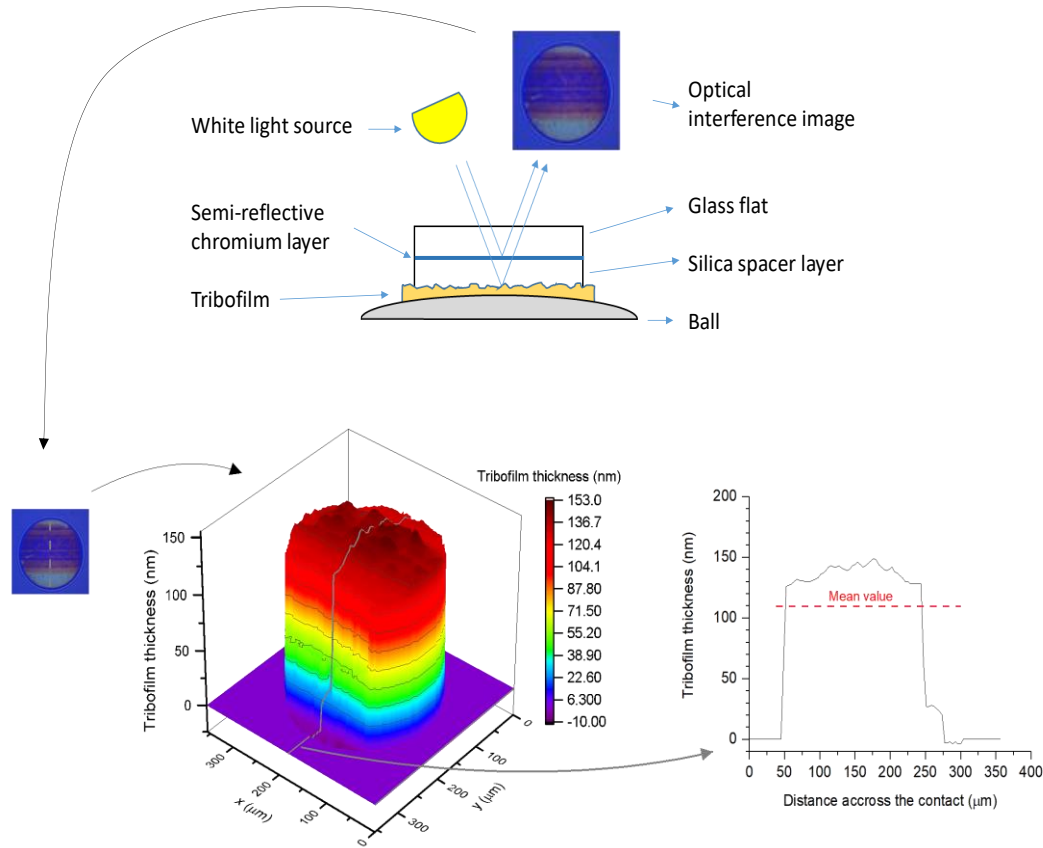 White light source
Optical
interference image
Semi-reflective
chromium layer
Glass flat
Silica spacer layer
Tribofilm
Ball
Tribofilm thickness (nm)
153.0
136.7
120.4
104.1
87.80
71.50
55.20
38.90
22.60
6.300
-10.00
Tribofilm thickness (nm)
150
100
50
0
300
200
100
0
x (µm)
0
100
200
300
y (µm)
Tribofilm thickness (nm)
200
150
100
50
0
Mean value
0 50 100 150 200 250 300 350 400
Distance accross the contact (µm)